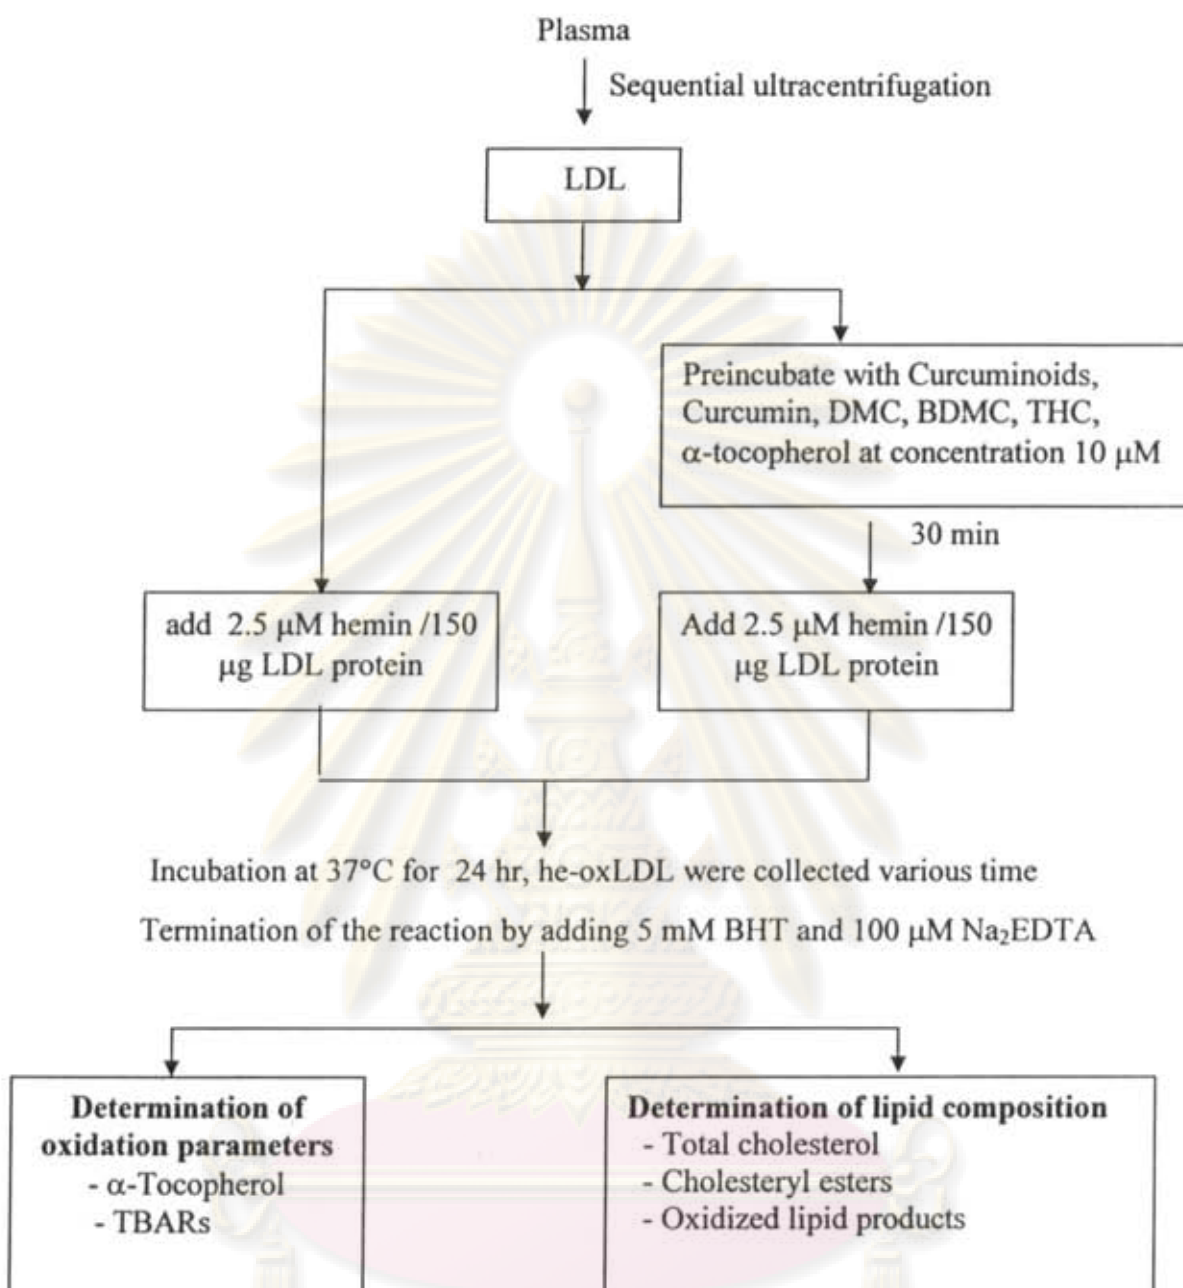 Plasma
Sequential ultracentrifugation
LDL
Preincubate with Curcuminoids,
Curcumin, DMC, BDMC, THC,
α-tocopherol at concentration 10 μM
30 min
add 2.5 μM hemin /150
μg LDL protein
Add 2.5 μM hemin /150
μg LDL protein
Incubation at 37°C for 24 hr, he-oxLDL were collected various time
Termination of the reaction by adding 5 mM BHT and 100 μM Na₂EDTA
Determination of
oxidation parameters
- α-Tocopherol
- TBARs
Determination of lipid composition
- Total cholesterol
- Cholesteryl esters
- Oxidized lipid products